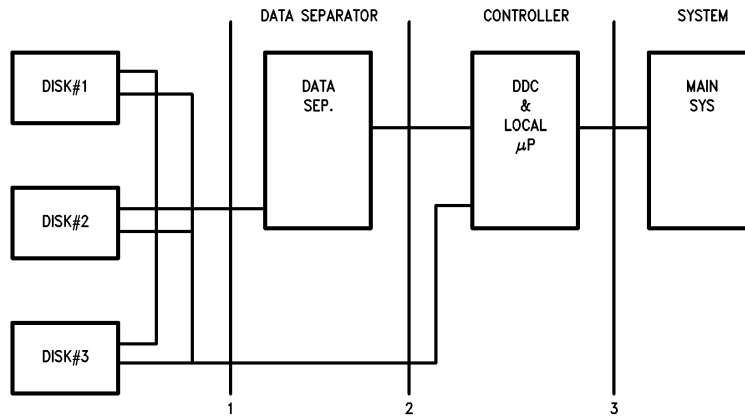 DATA SEPARATOR
CONTROLLER
SYSTEM
DISK#1
DATA
SEP.
DDC
&
LOCAL
μP
MAIN
SYS
DISK#2
DISK#3
1
2
3